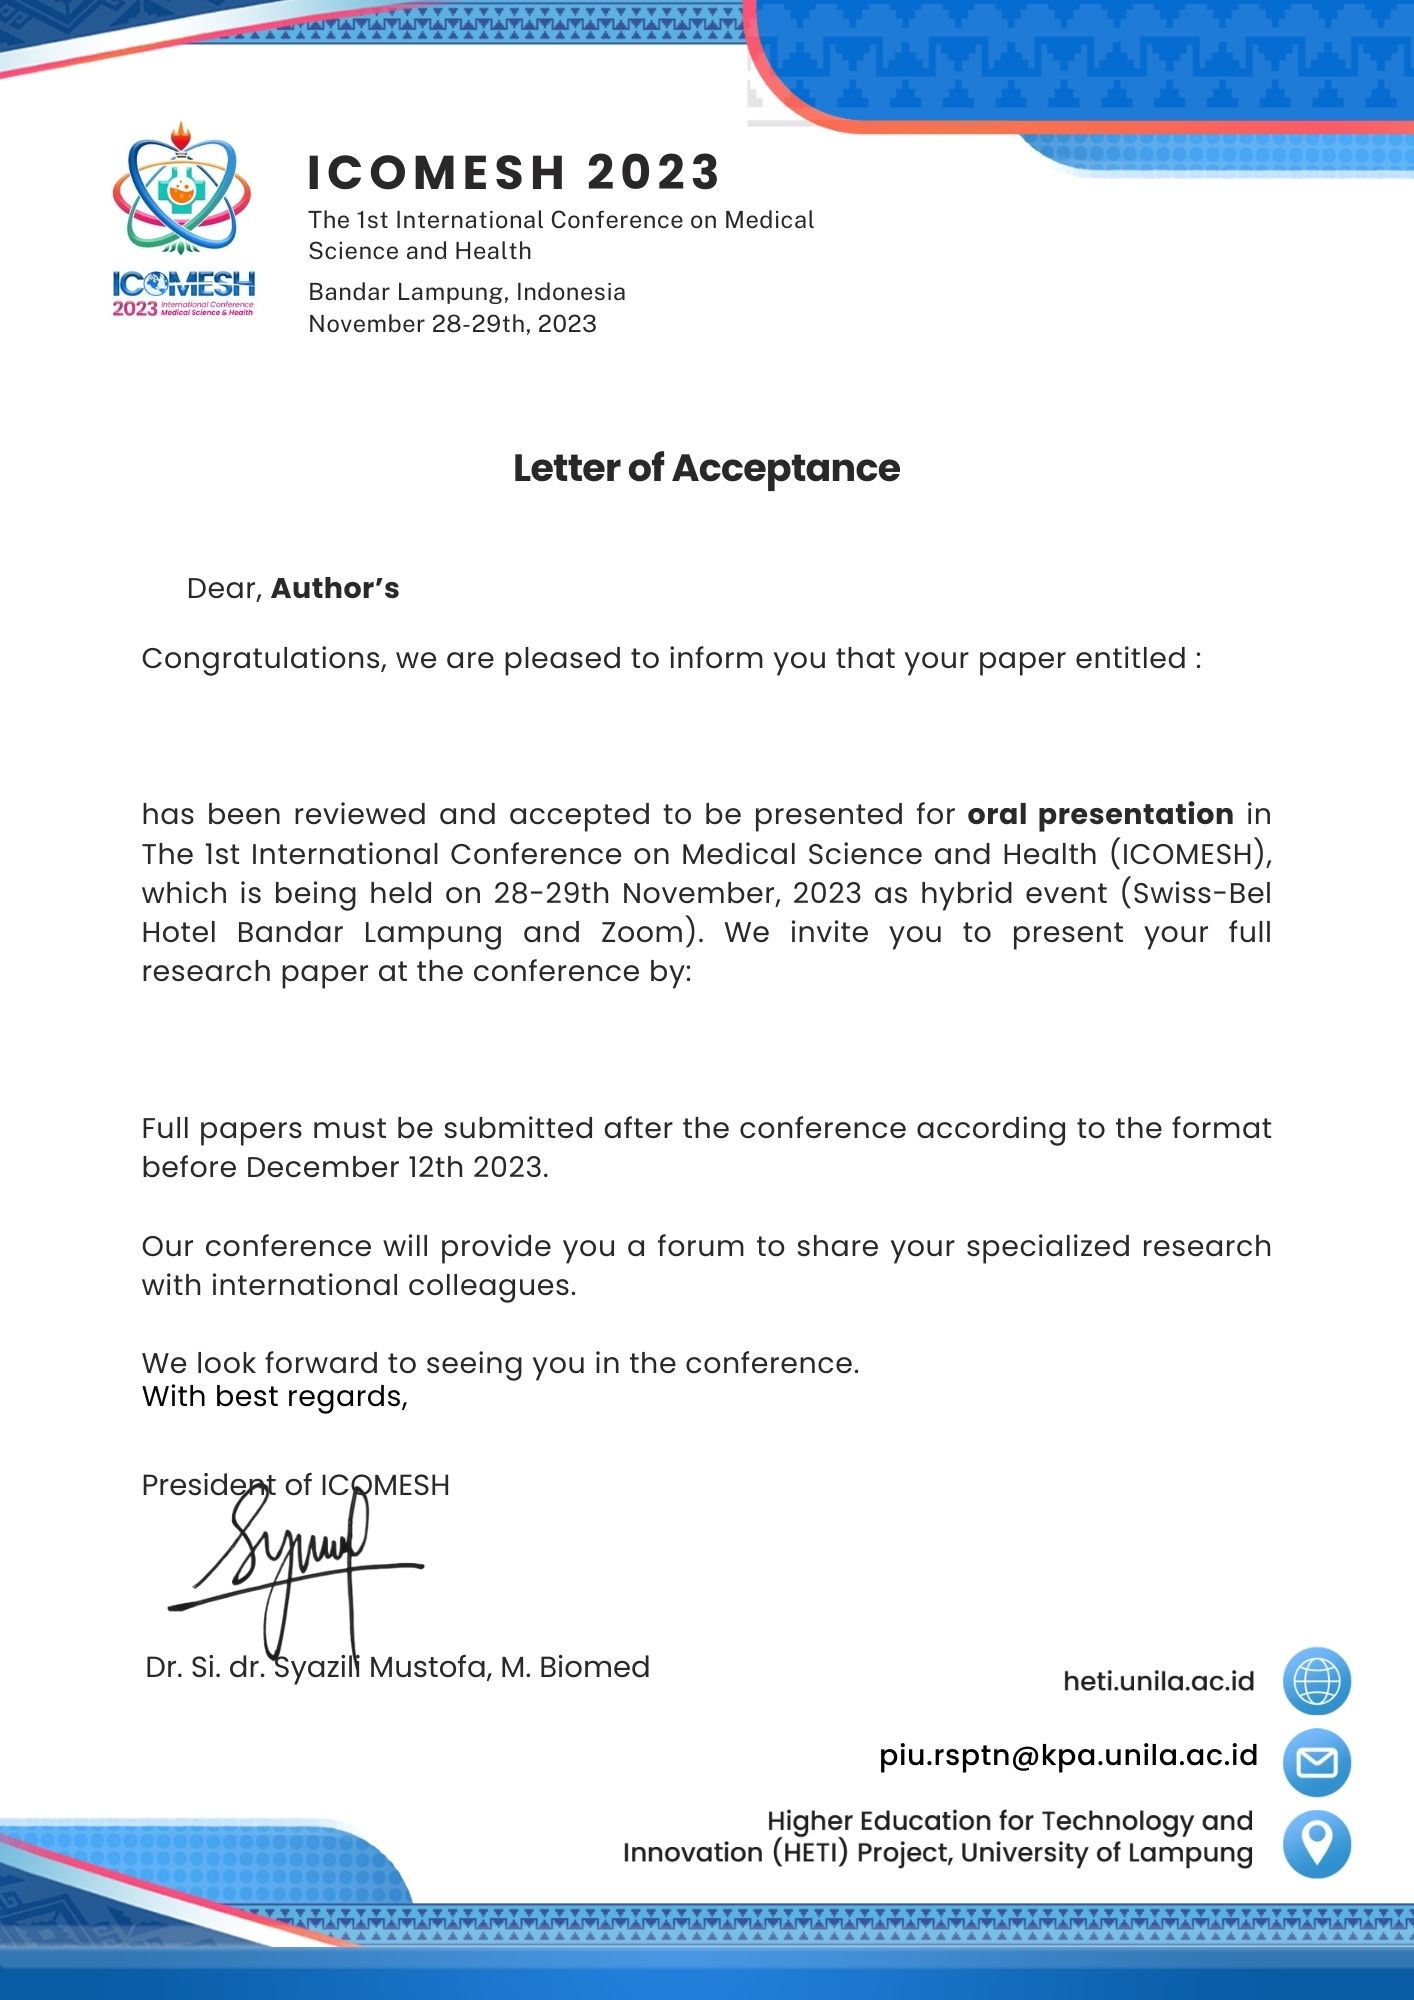 ICOMESH 2023
The 1st International Conference on Medical
Science and Health
Bandar Lampung, Indonesia
November 28-29th, 2023
ICOMESH
2023 International Conference
Medical Science & Health
Letter of Acceptance
Dear, Author’s
Congratulations, we are pleased to inform you that your paper entitled :
has been reviewed and accepted to be presented for oral presentation in
The 1st International Conference on Medical Science and Health (ICOMESH),
which is being held on 28-29th November, 2023 as hybrid event (Swiss-Bel
Hotel Bandar Lampung and Zoom). We invite you to present your full
research paper at the conference by:
Full papers must be submitted after the conference according to the format
before December 12th 2023.
Our conference will provide you a forum to share your specialized research
with international colleagues.
We look forward to seeing you in the conference.
With best regards,
President of ICOMESH
Dr. Si. dr. Syazili Mustofa, M. Biomed
heti.unila.ac.id
piu.rsptn@kpa.unila.ac.id
Higher Education for Technology and
Innovation (HETI) Project, University of Lampung